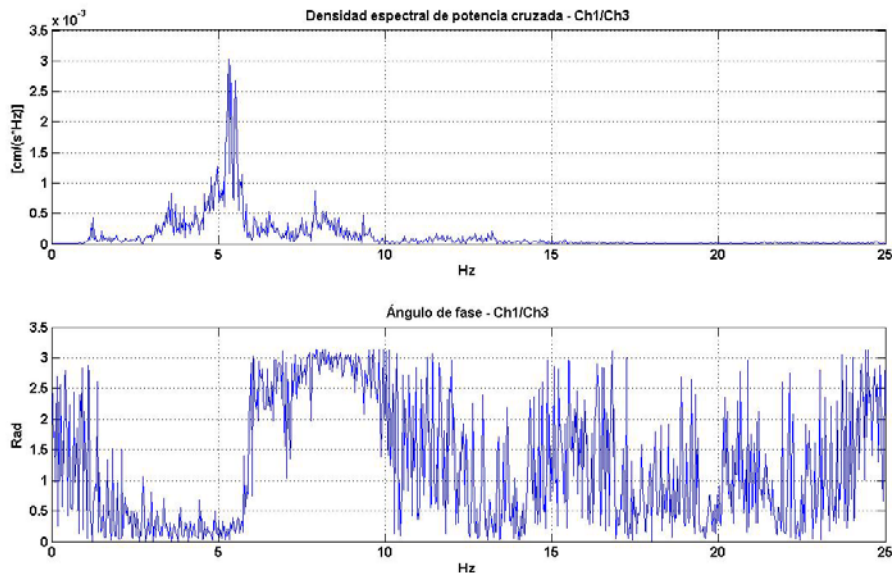 Densidad espectral de potencia cruzada - Ch1/Ch3
x 10⁻³
3.5
3
2.5
2
1.5
1
0.5
0
[cm/(s*Hz)]
0 5 10 15 20 25
Hz
Ángulo de fase - Ch1/Ch3
3.5
3
2.5
2
1.5
1
0.5
0
Rad
0 5 10 15 20 25
Hz